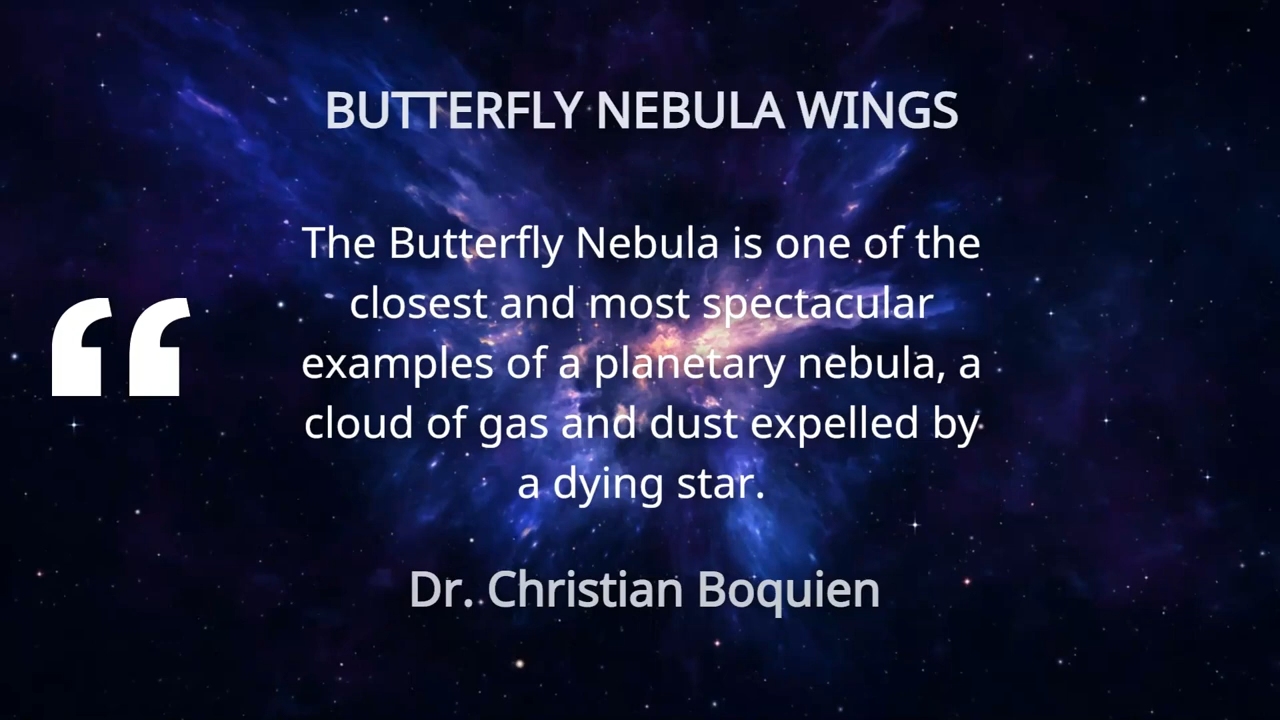 BUTTERFLY NEBULA WINGS
“
The Butterfly Nebula is one of the
closest and most spectacular
examples of a planetary nebula, a
cloud of gas and dust expelled by
a dying star.
Dr. Christian Boquien